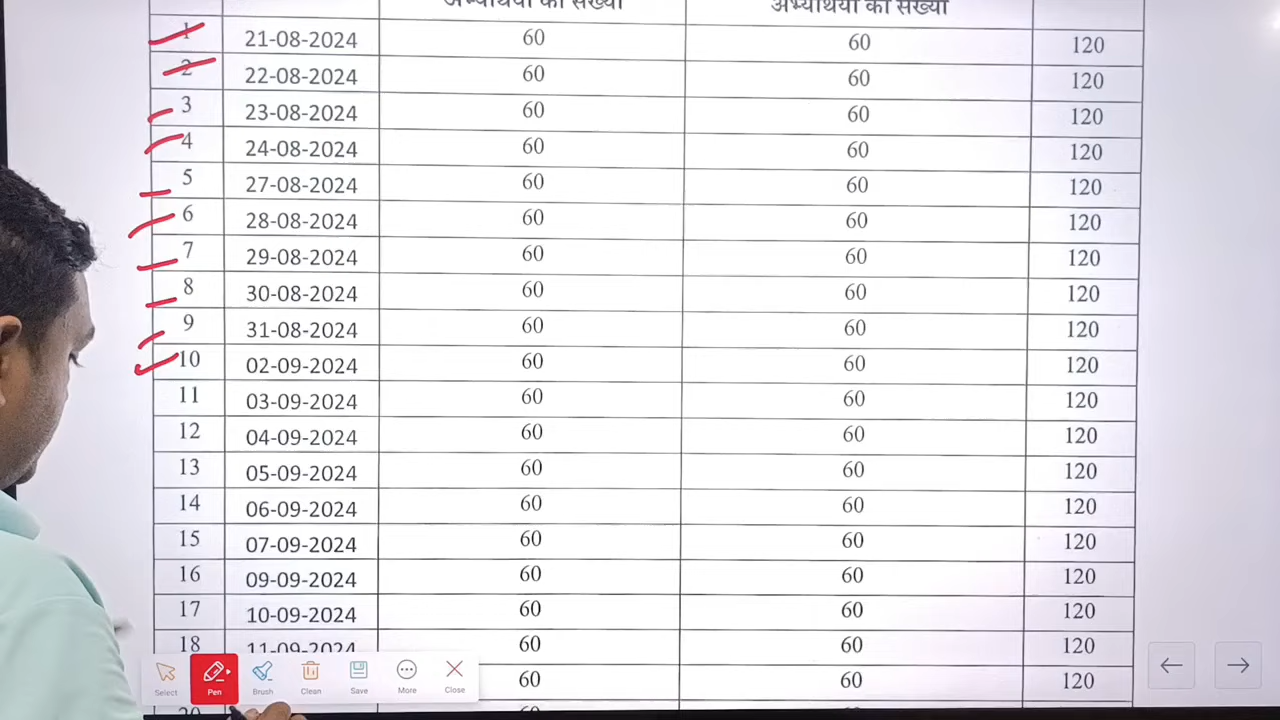 अभ्यर्थियों की संख्या अभ्यर्थियों की संख्या
1 21-08-2024 60 60 120
2 22-08-2024 60 60 120
3 23-08-2024 60 60 120
4 24-08-2024 60 60 120
5 27-08-2024 60 60 120
6 28-08-2024 60 60 120
7 29-08-2024 60 60 120
8 30-08-2024 60 60 120
9 31-08-2024 60 60 120
10 02-09-2024 60 60 120
11 03-09-2024 60 60 120
12 04-09-2024 60 60 120
13 05-09-2024 60 60 120
14 06-09-2024 60 60 120
15 07-09-2024 60 60 120
16 09-09-2024 60 60 120
17 10-09-2024 60 60 120
18 11-09-2024 60 60 120
60 60 120
20 60
Select Pen Brush Clean Save More Close